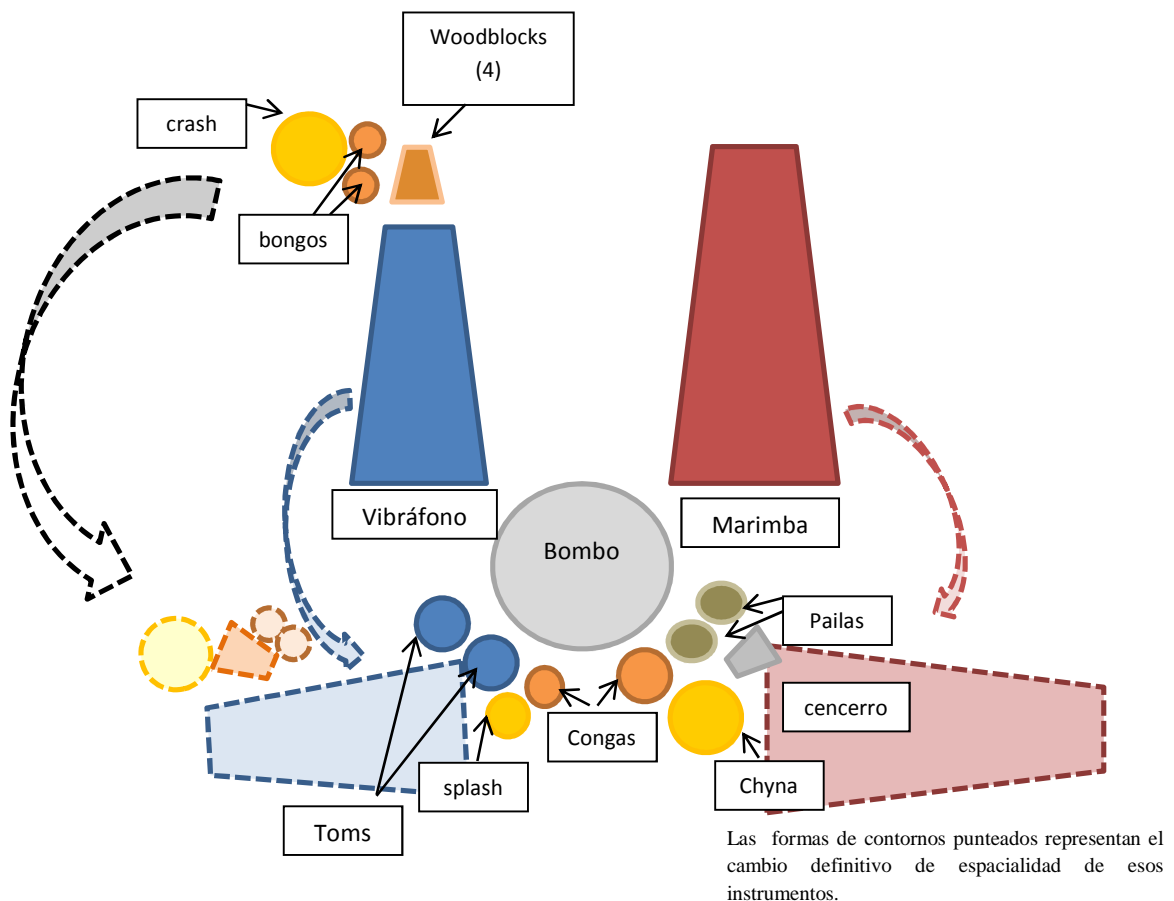 Woodblocks
(4)
crash
bongos
Vibráfono
Marimba
Bombo
Pailas
cencerro
Congas
splash
Chyna
Toms
Las formas de contornos punteados representan el
cambio definitivo de espacialidad de esos
instrumentos.